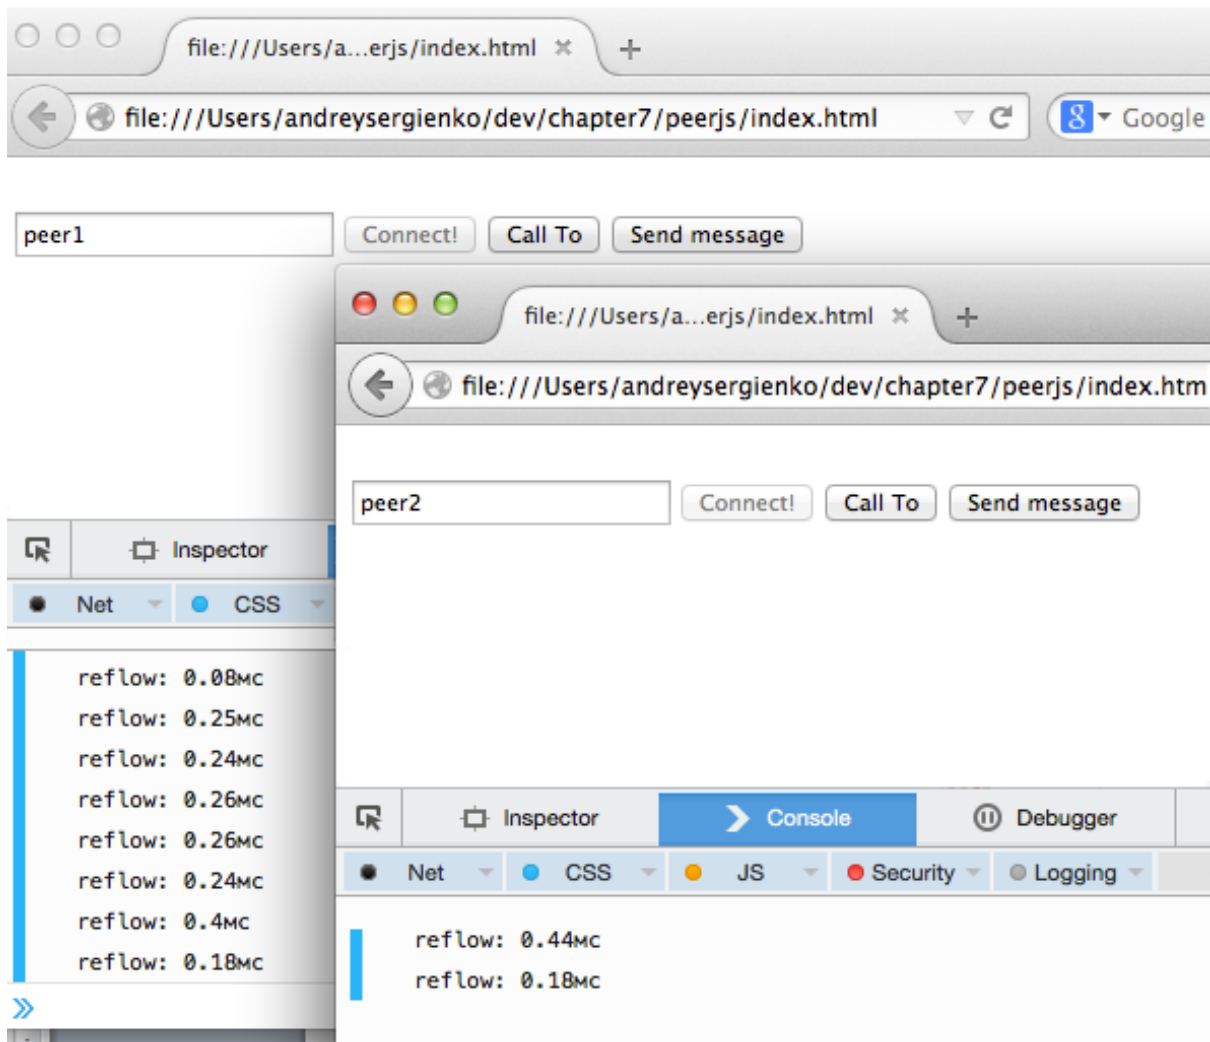 file:///Users/a...erjs/index.html
file:///Users/andreysergienko/dev/chapter7/peerjs/index.html
Google
peer1 Connect! Call To Send message
file:///Users/a...erjs/index.html
file:///Users/andreysergienko/dev/chapter7/peerjs/index.htm
peer2 Connect! Call To Send message
Inspector
Net CSS
reflow: 0.08мс
reflow: 0.25мс
reflow: 0.24мс
reflow: 0.26мс
reflow: 0.26мс
reflow: 0.24мс
reflow: 0.4мс
reflow: 0.18мс
Inspector Console Debugger
Net CSS JS Security Logging
reflow: 0.44мс
reflow: 0.18мс